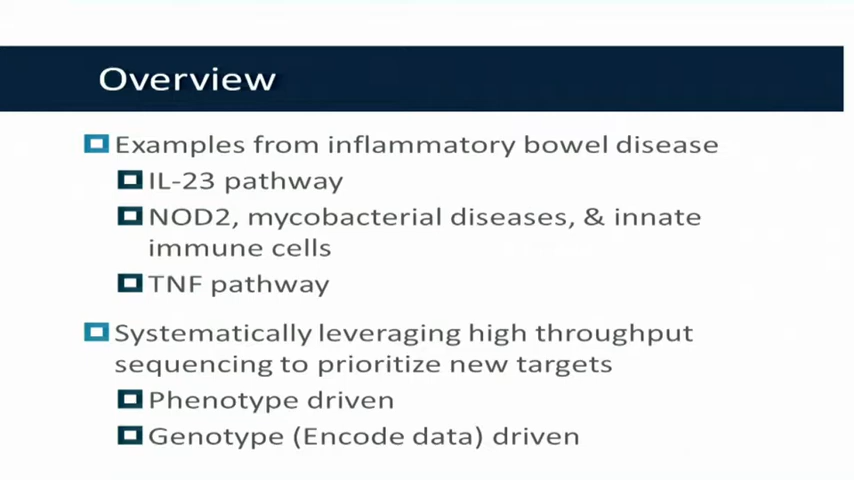 Overview
Examples from inflammatory bowel disease
IL-23 pathway
NOD2, mycobacterial diseases, & innate
immune cells
TNF pathway
Systematically leveraging high throughput
sequencing to prioritize new targets
Phenotype driven
Genotype (Encode data) driven